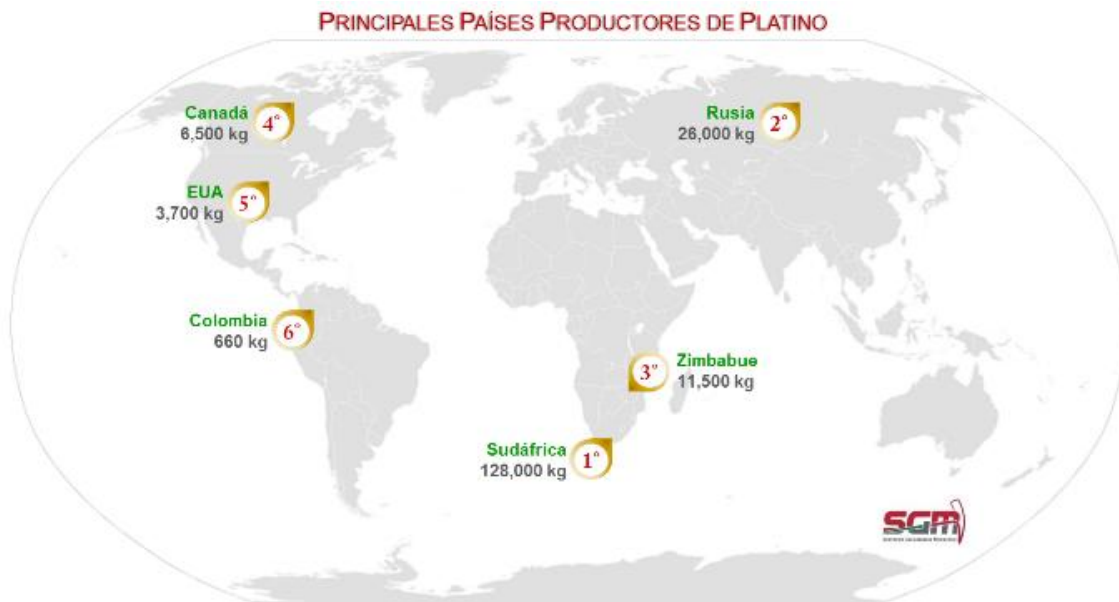 PRINCIPALES PAÍSES PRODUCTORES DE PLATINO
Canadá
6,500 kg
4°
Rusia
26,000 kg
2°
EUA
3,700 kg
5°
Colombia
660 kg
6°
3°
Zimbabue
11,500 kg
Sudáfrica
128,000 kg
1°
SGM